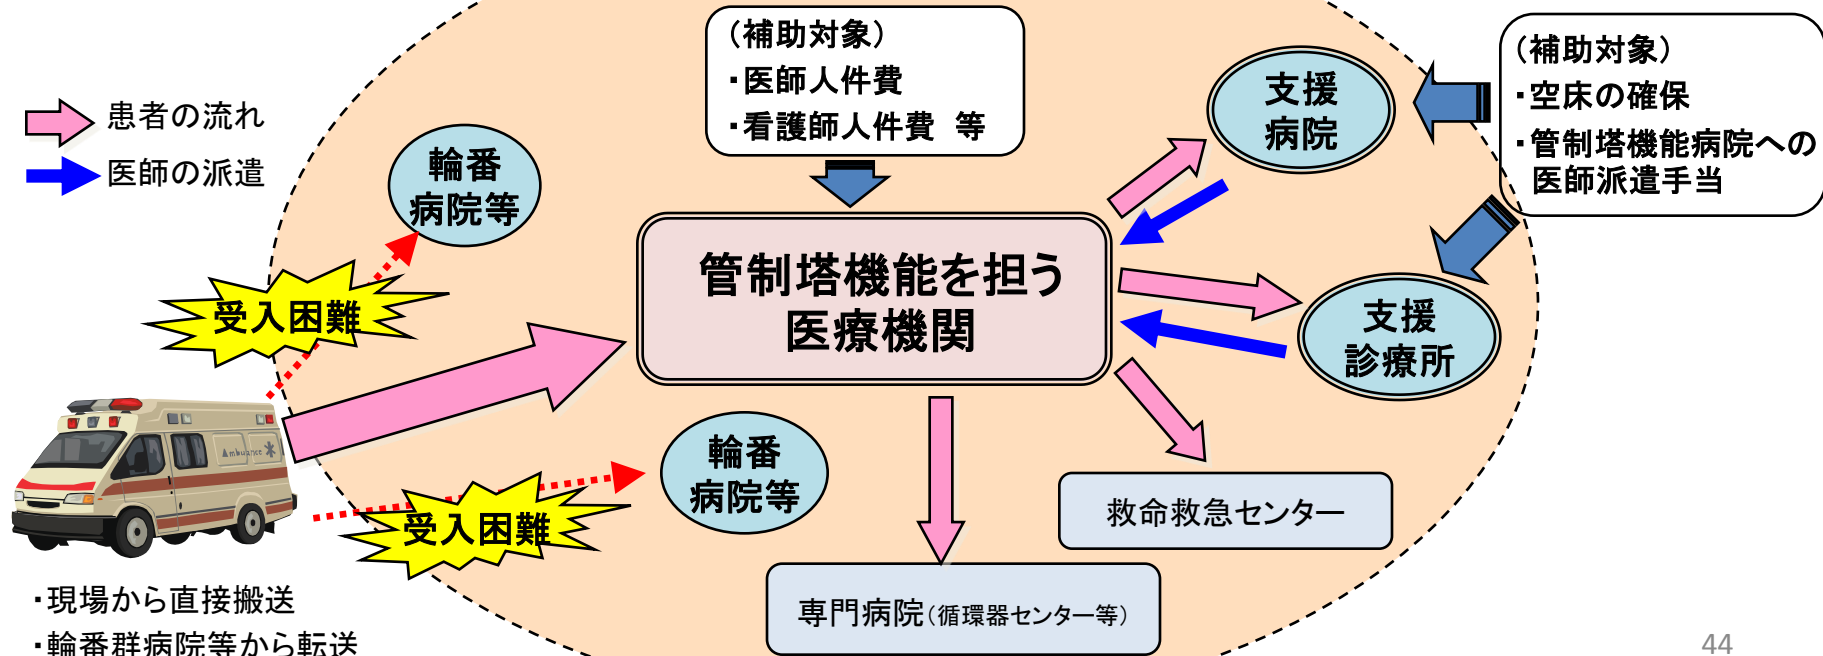 (補助対象)
・医師人件費
・看護師人件費 等
支援
病院
(補助対象)
・空床の確保
・管制塔機能病院への
医師派遣手当
患者の流れ
医師の派遣
輪番
病院等
管制塔機能を担う
医療機関
受入困難
支援
診療所
Ambulance
輪番
病院等
受入困難
救命救急センター
専門病院(循環器センター等)
・現場から直接搬送
・輪番群病院等から転送
44